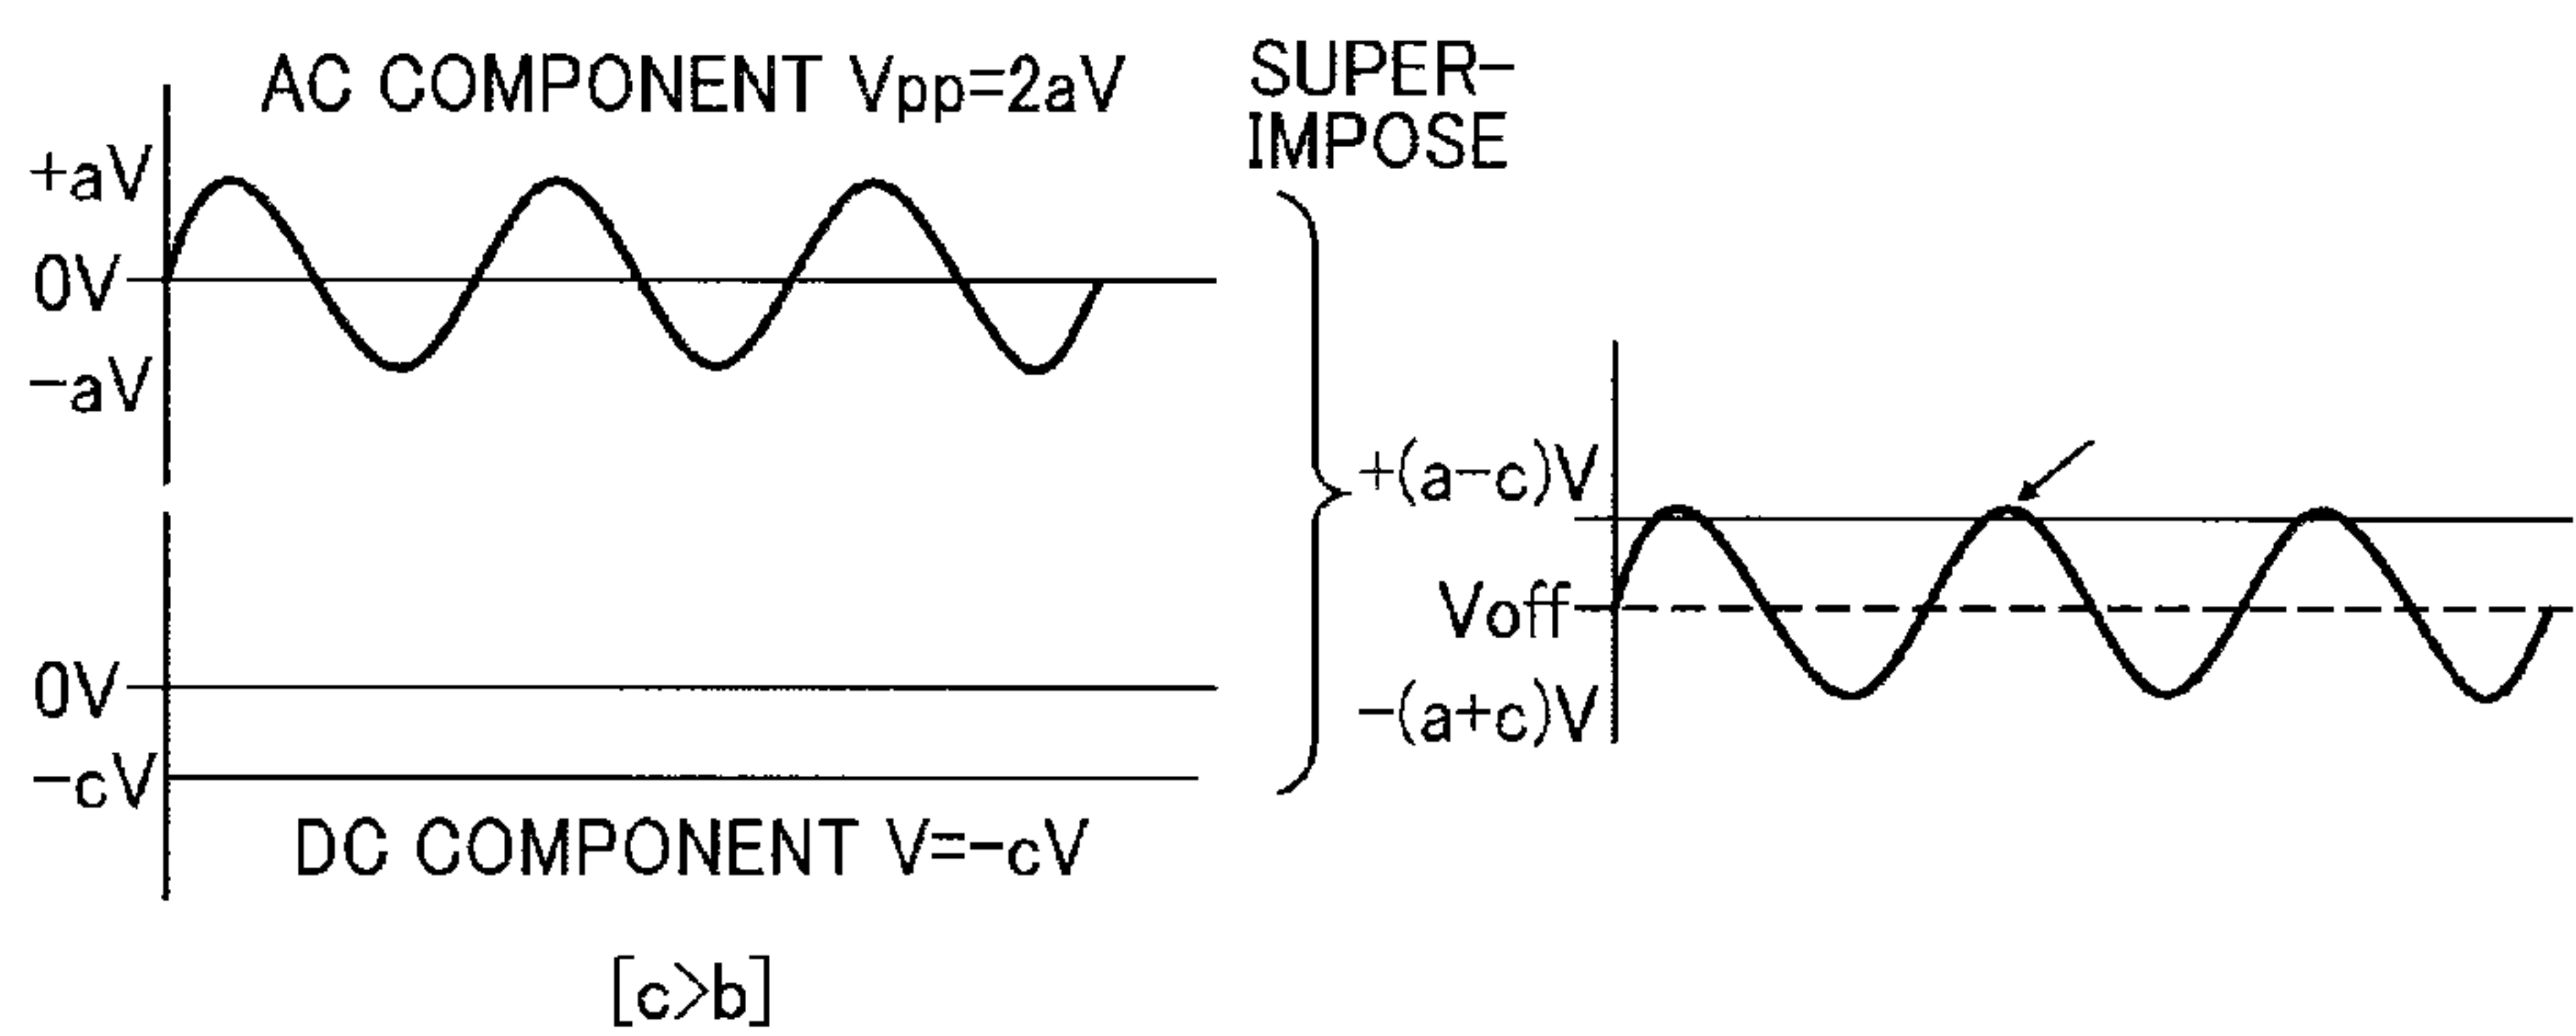 AC COMPONENT Vpp=2aV
+aV
0V
-aV
0V
-cV
DC COMPONENT V=-cV
[c>b]
SUPER-
IMPOSE
+(a-c)V
Voff
-(a+c)V